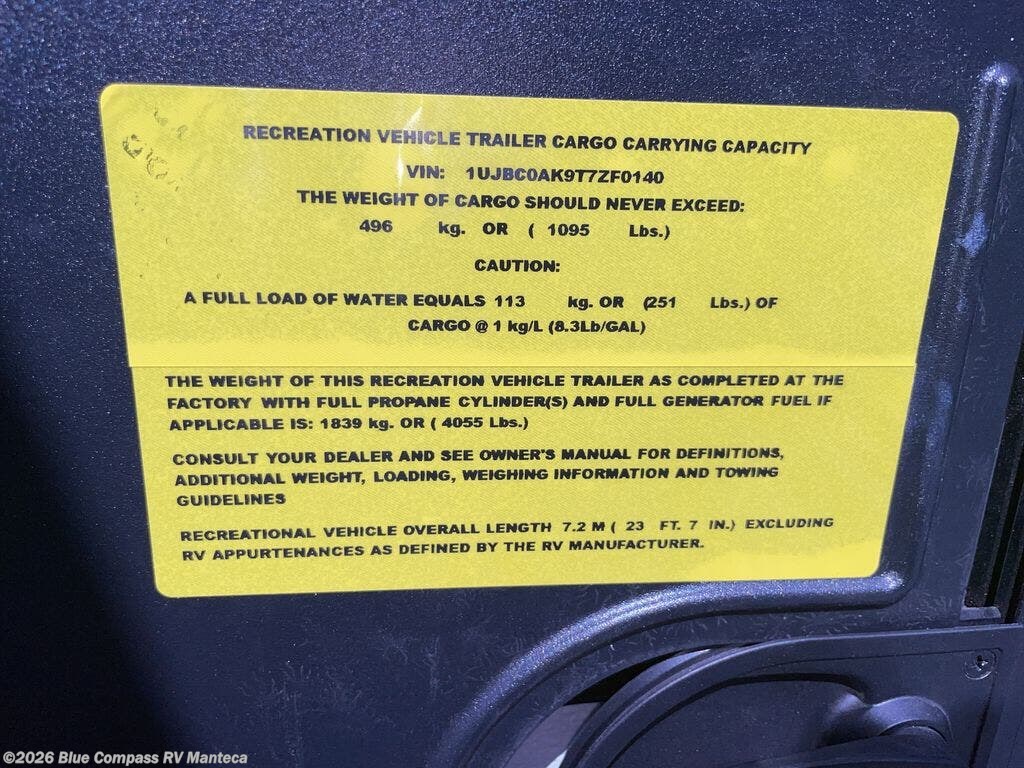 RECREATION VEHICLE TRAILER CARGO CARRYING CAPACITY
VIN: 1UJBC0AK9T7ZF0140
THE WEIGHT OF CARGO SHOULD NEVER EXCEED:
496 kg. OR ( 1095 Lbs.)
CAUTION:
A FULL LOAD OF WATER EQUALS 113 kg. OR (251 Lbs.) OF
CARGO @ 1 kg/L (8.3Lb/GAL)
THE WEIGHT OF THIS RECREATION VEHICLE TRAILER AS COMPLETED AT THE
FACTORY WITH FULL PROPANE CYLINDER(S) AND FULL GENERATOR FUEL IF
APPLICABLE IS: 1839 kg. OR ( 4055 Lbs.)
CONSULT YOUR DEALER AND SEE OWNER'S MANUAL FOR DEFINITIONS,
ADDITIONAL WEIGHT, LOADING, WEIGHING INFORMATION AND TOWING
GUIDELINES
RECREATIONAL VEHICLE OVERALL LENGTH 7.2 M ( 23 FT. 7 IN.) EXCLUDING
RV APPURTENANCES AS DEFINED BY THE RV MANUFACTURER.
©2026 Blue Compass RV Manteca